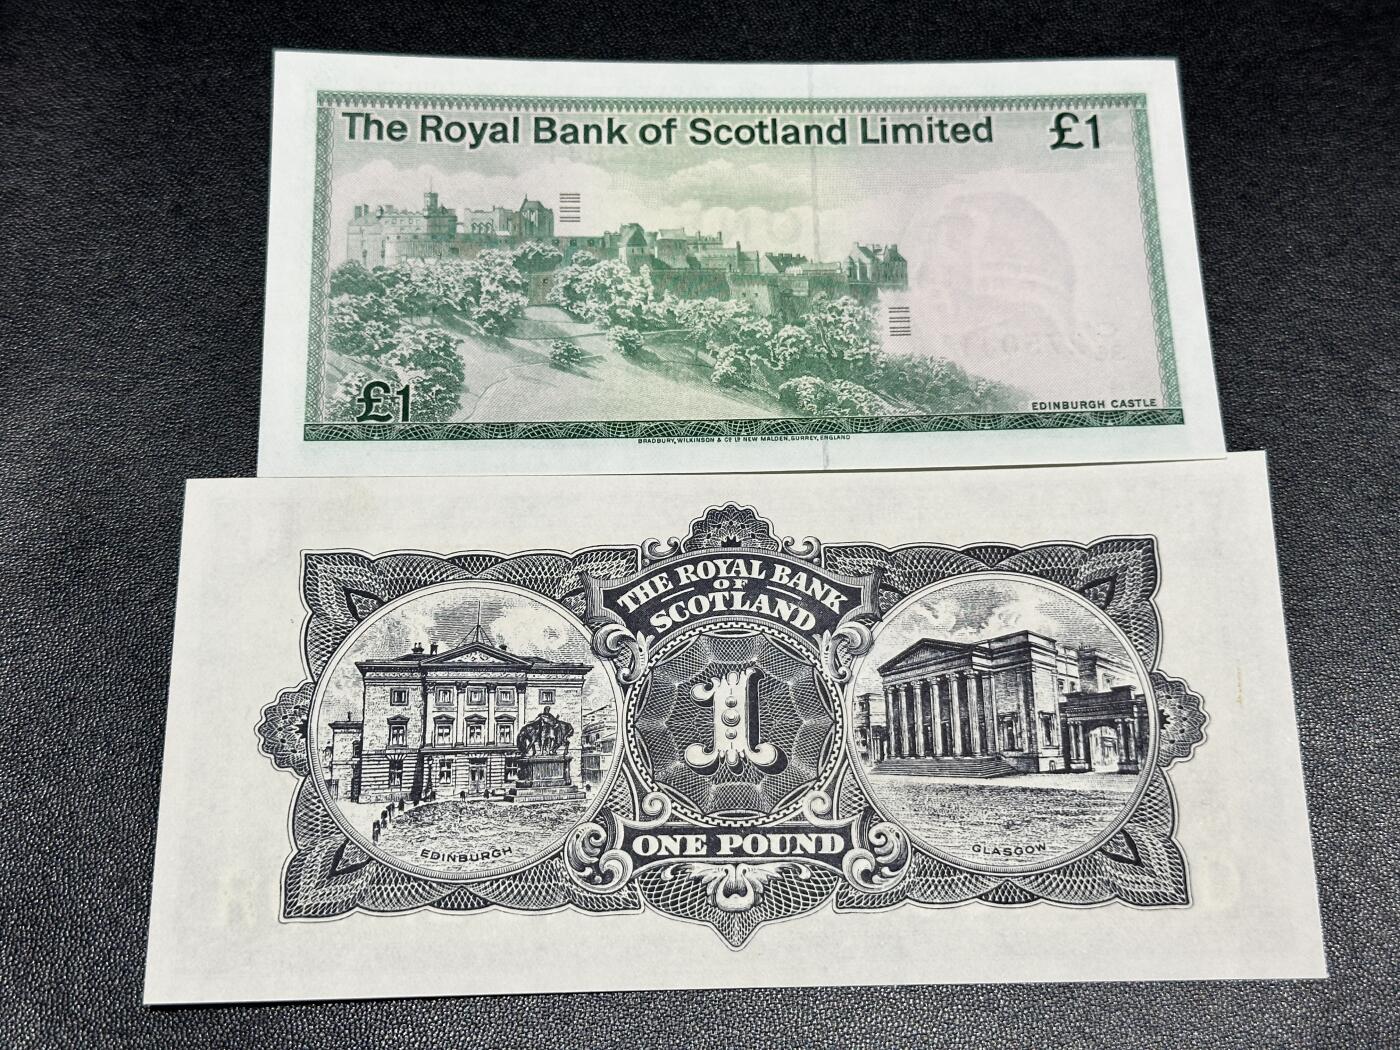 The Royal Bank of Scotland Limited £1
£1
EDINBURGH CASTLE
BRADBURY, WILKINSON & Cº Lᴰ NEW MALDEN, SURREY, ENGLAND
THE ROYAL BANK
OF
SCOTLAND
1
EDINBURGH
GLASGOW
ONE POUND